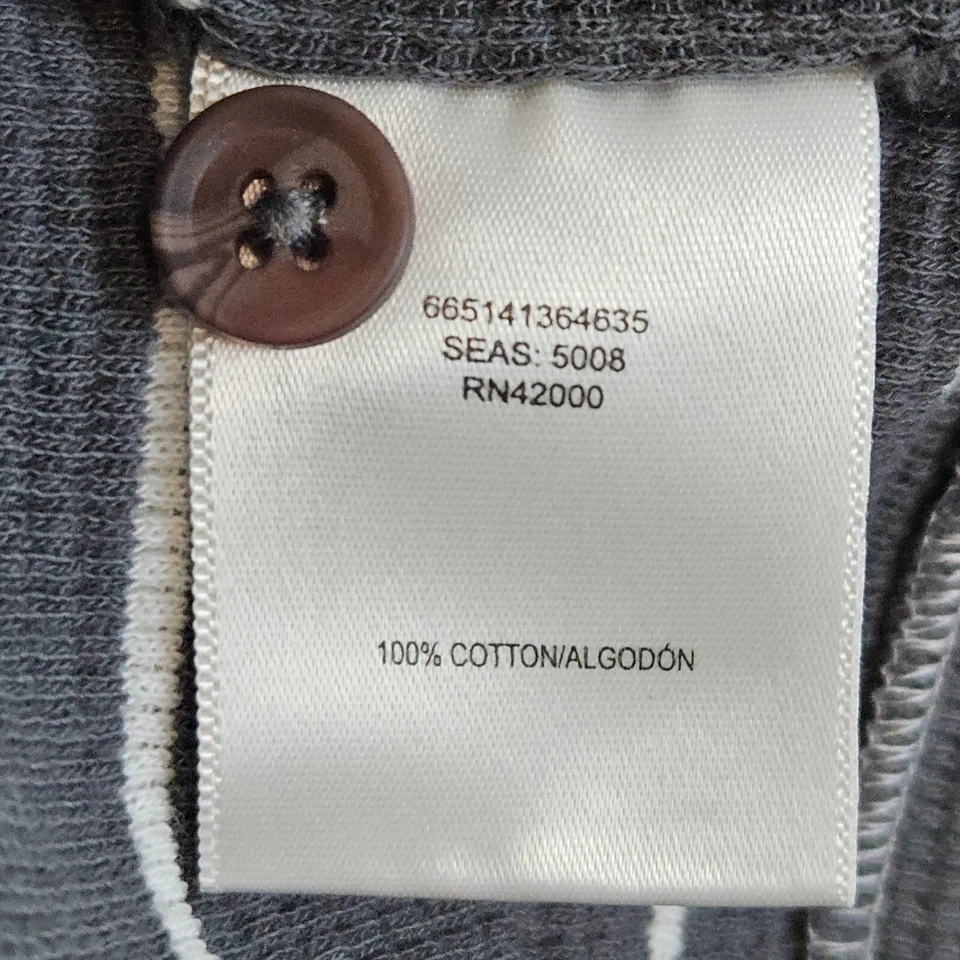 665141364635
SEAS: 5008
RN42000
100% COTTON/ALGODÓN